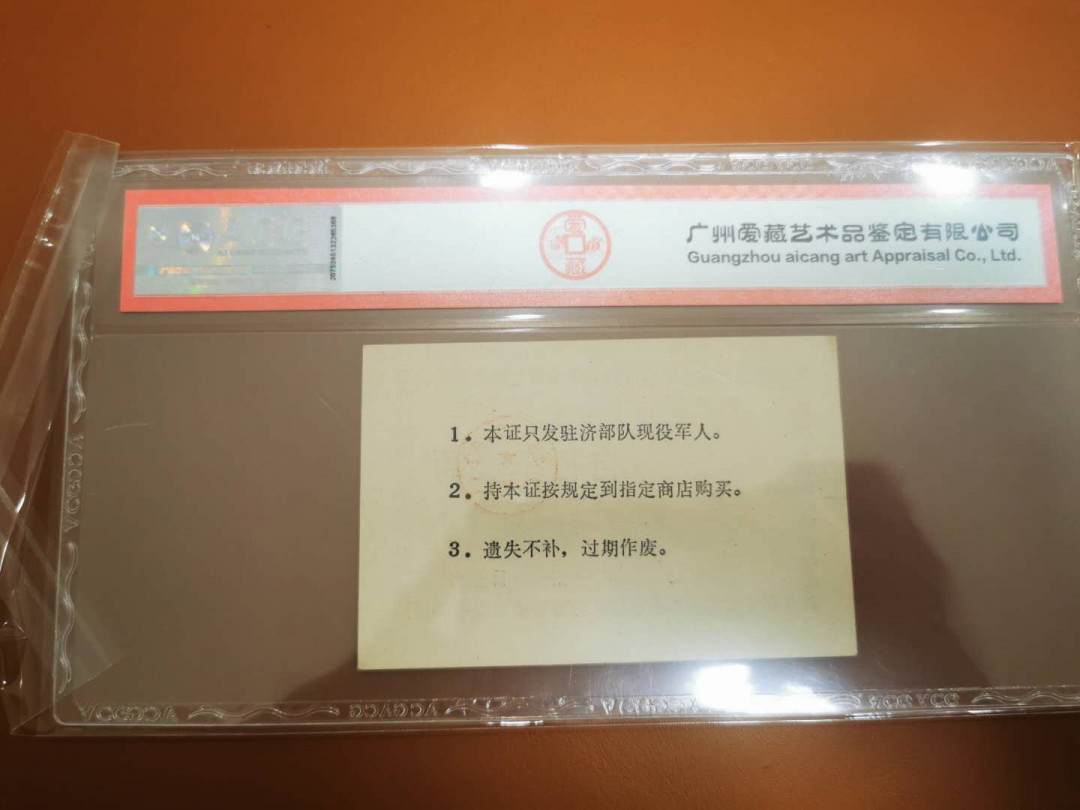 广州爱藏艺术品鉴定有限公司
Guangzhou aicang art Appraisal Co., Ltd.
1. 本证只发驻济部队现役军人。
2. 持本证按规定到指定商店购买。
3. 遗失不补，过期作废。